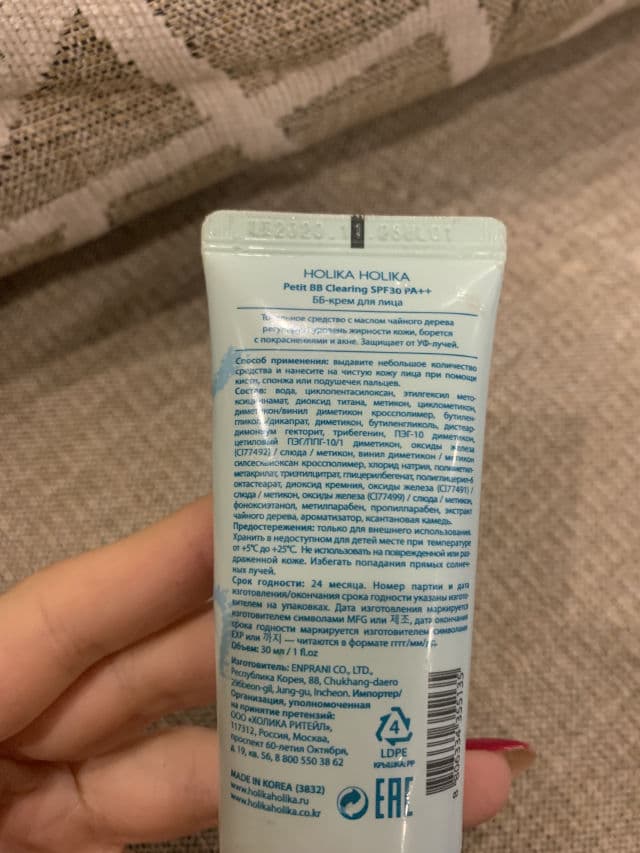 HOLIKA HOLIKA
Petit BB Clearing SPF30 PA++
ББ-крем для лица
Тональное средство с маслом чайного дерева
регулирует уровень жирности кожи, борется
с покраснениями и акне. Защищает от УФ-лучей.
Способ применения: выдавите небольшое количество
средства и нанесите на чистую кожу лица при помощи
кисти, спонжа или подушечек пальцев.
Состав: вода, циклопентасилоксан, этилгексил мето-
ксициннамат, диоксид титана, метикон, циклометикон,
диметикон/винил диметикон кроссполимер, бутилен-
гликоль дикапрат, диметикон, бутиленгликоль, дистеар-
димониум гекторит, трибегенин, ПЭГ-10 диметикон,
цетиловый ПЭГ/ППГ-10/1 диметикон, оксиды железа
(CI77492) / слюда / метикон, винил диметикон / метикон
силсесквиоксан кроссполимер, хлорид натрия, полиметил-
метакрилат, триэтилцитрат, глицерилбегенат, полиглицерил-6
октастеарат, диоксид кремния, оксиды железа (CI77491) /
слюда / метикон, оксиды железа (CI77499) / слюда / метикон,
феноксиэтанол, метилпарабен, пропилпарабен, экстракт
чайного дерева, ароматизатор, ксантановая камедь.
Предостережения: только для внешнего использования.
Хранить в недоступном для детей месте при температуре
от +5°C до +25°C. Не использовать на поврежденной или раз-
драженной коже. Избегать попадания прямых солнеч-
ных лучей.
Срок годности: 24 месяца. Номер партии и дата
изготовления/окончания срока годности указаны изгото-
вителем на упаковках. Дата изготовления маркируется
изготовителем символами MFG или 제조, дата окончания
срока годности маркируется изготовителем символами
EXP или 까지 — читаются в формате гггг/мм/дд.
Объем: 30 мл / 1 fl.oz
Изготовитель: ENPRANI CO., LTD.,
Республика Корея, 88, Chukhang-daero
296beon-gil, Jung-gu, Incheon. Импортер/
Организация, уполномоченная
на принятие претензий:
ООО «ХОЛИКА РИТЕЙЛ»,
117312, Россия, Москва,
Проспект 60-летия Октября,
д. 19, кв. 56, 8 800 550 38 62
MADE IN KOREA (3832)
www.holikaholika.ru
www.holikaholika.co.kr
4
LDPE
КРЫШКА: PP
EAC
8 806334 355135